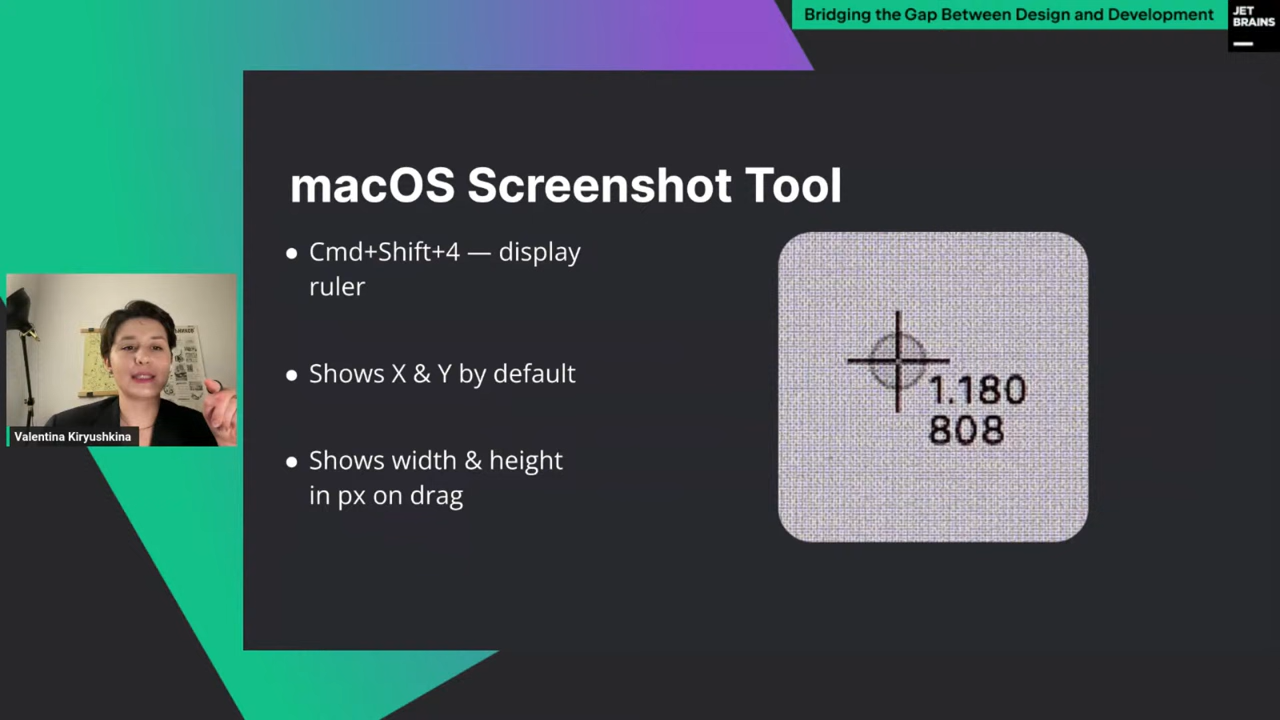 Bridging the Gap Between Design and Development
JET
BRAINS
macOS Screenshot Tool
● Cmd+Shift+4 — display
ruler
● Shows X & Y by default
● Shows width & height
in px on drag
1.180
808
Valentina Kiryushkina